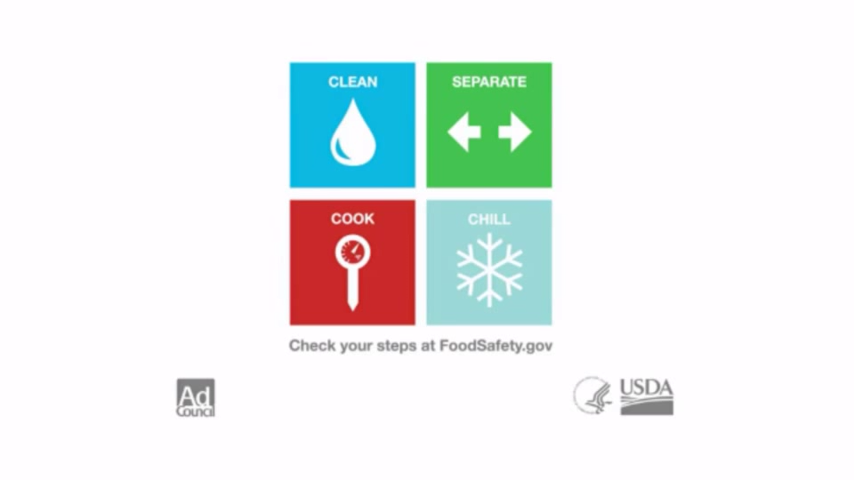 CLEAN
SEPARATE
COOK
CHILL
Check your steps at FoodSafety.gov
Ad
Council
USDA